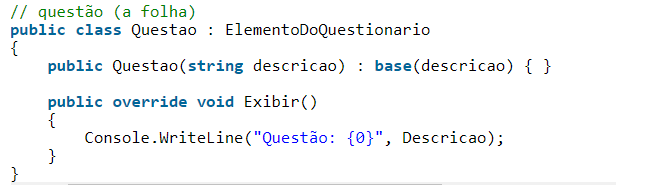 // questão (a folha)
public class Questao : ElementoDoQuestionario
{
    public Questao(string descricao) : base(descricao) { }

    public override void Exibir()
    {
        Console.WriteLine("Questão: {0}", Descricao);
    }
}